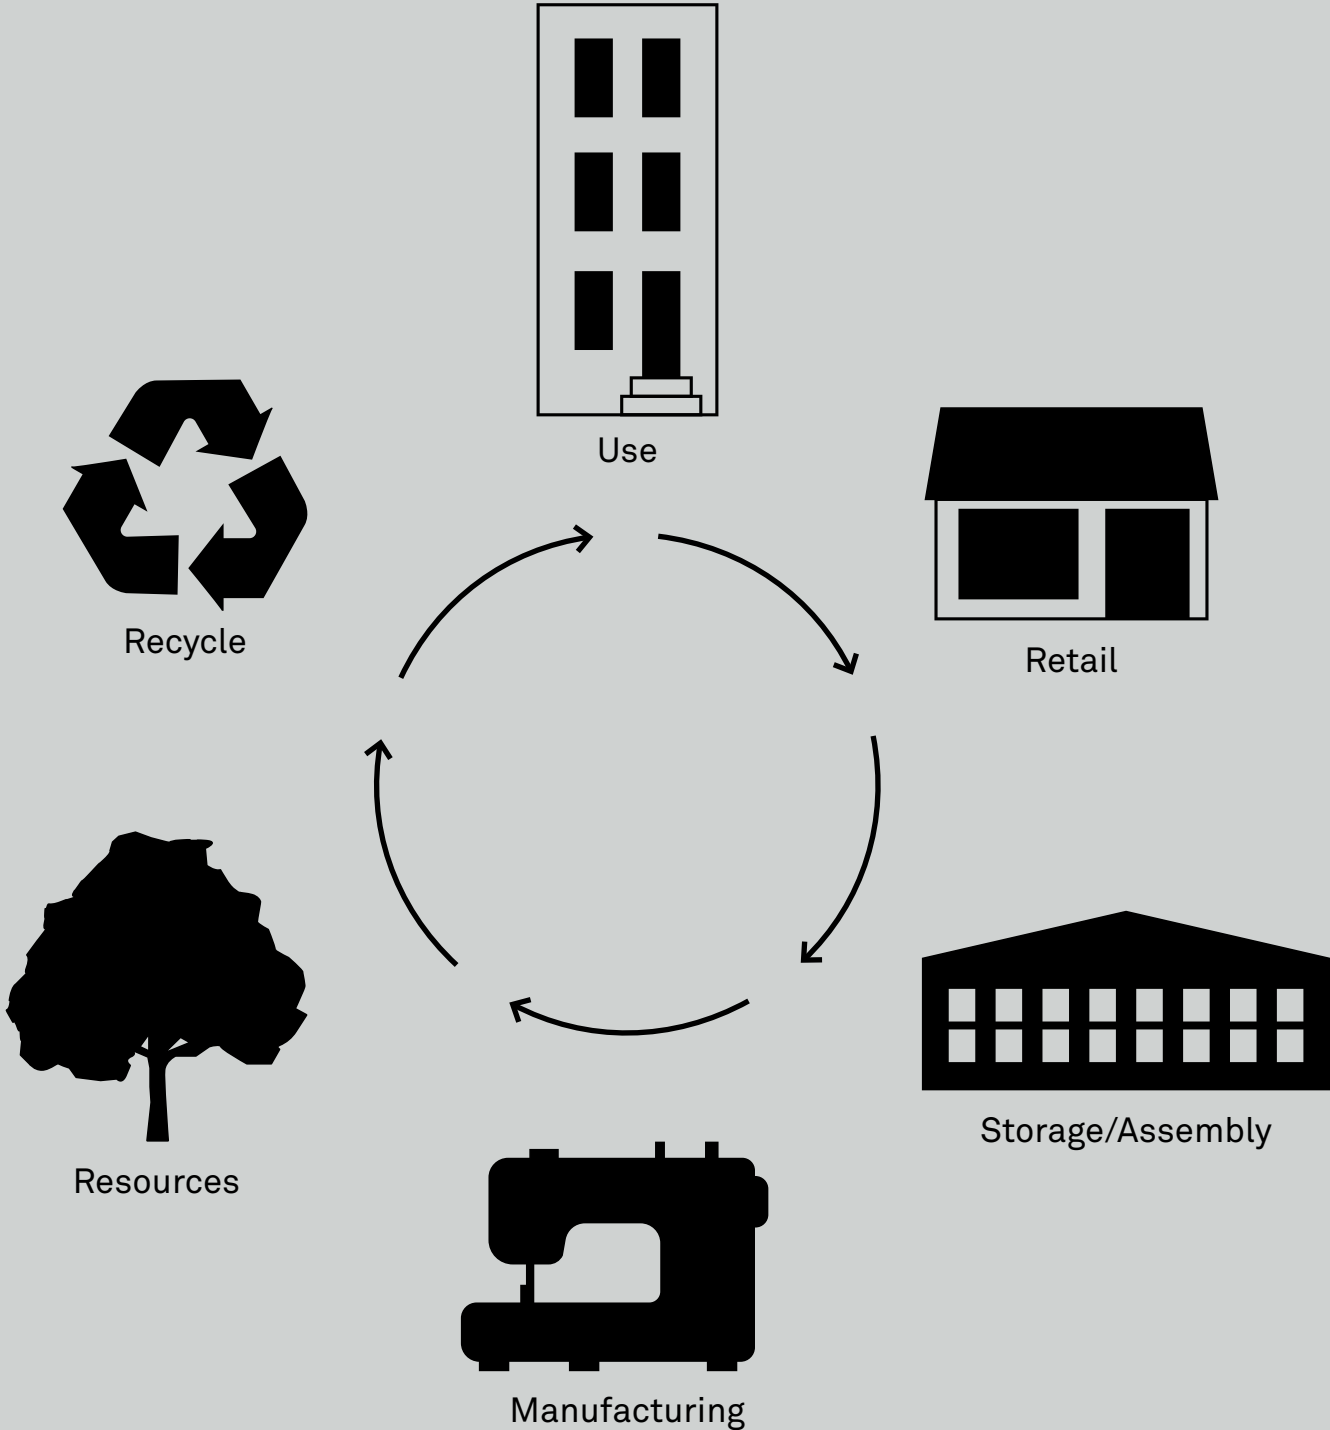 Use
Recycle
Retail
Storage/Assembly
Resources
Manufacturing